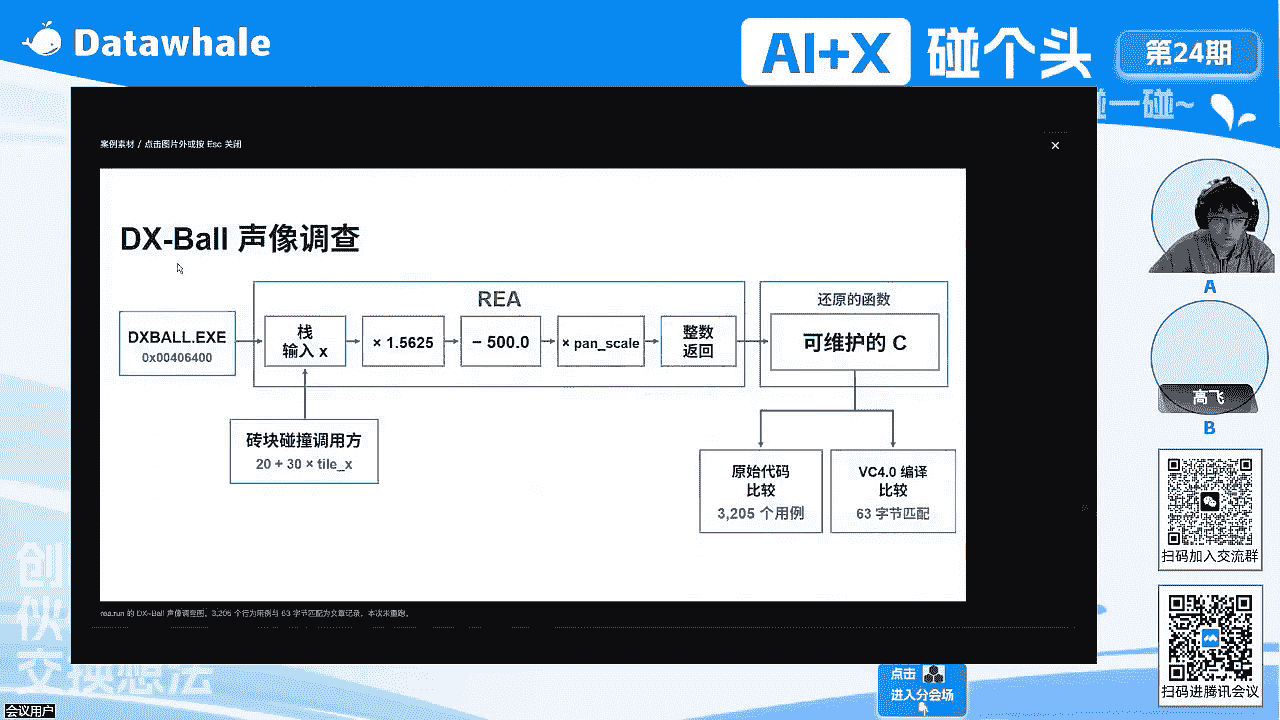 Datawhale
AI+X 碰个头
第24期
碰一碰~
案例素材 / 点击图片外或按 Esc 关闭
×
DX-Ball 声像调查
REA
还原的函数
DXBALL.EXE
0x00406400
栈
输入 x
× 1.5625
− 500.0
× pan_scale
整数
返回
可维护的 C
砖块碰撞调用方
20 + 30 × tile_x
原始代码
比较
3,205 个用例
VC4.0 编译
比较
63 字节匹配
rea.run 的 DX-Ball 声像调查图。3,205 个行为用例与 63 字节匹配为文章记录，本次未重跑。
A
高飞
B
扫码加入交流群
扫码进腾讯会议
创
伙
交换想法
点击
进入分会场
会议用户